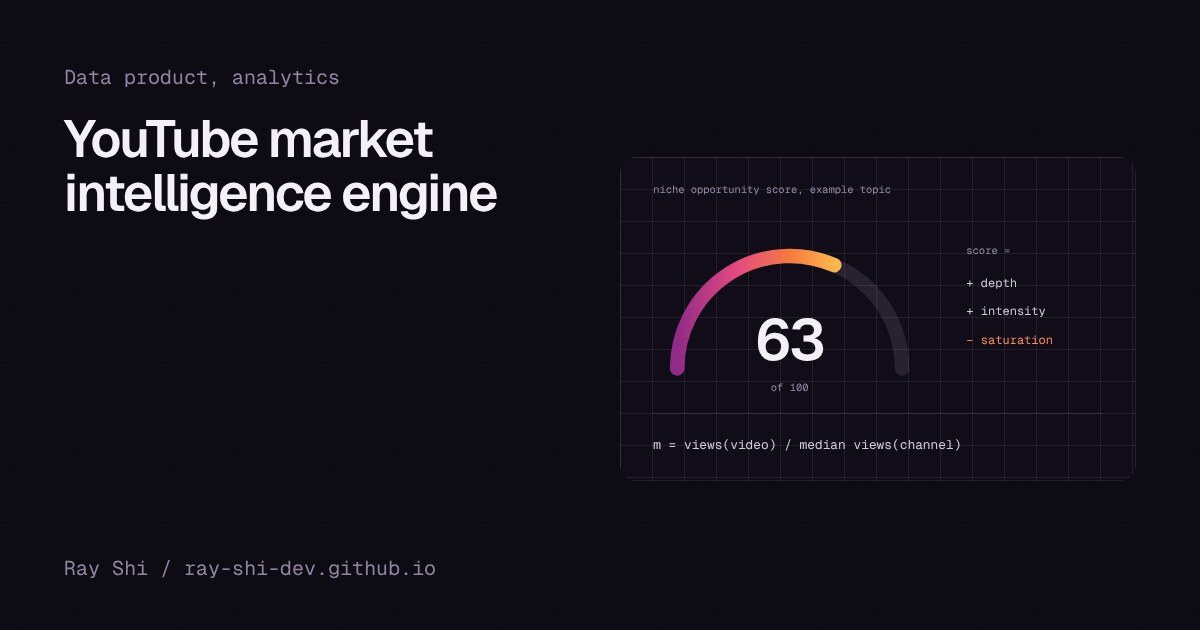 Data product, analytics
YouTube market
intelligence engine
niche opportunity score, example topic
63
of 100
score =
+ depth
+ intensity
− saturation
m = views(video) / median views(channel)
Ray Shi / ray-shi-dev.github.io